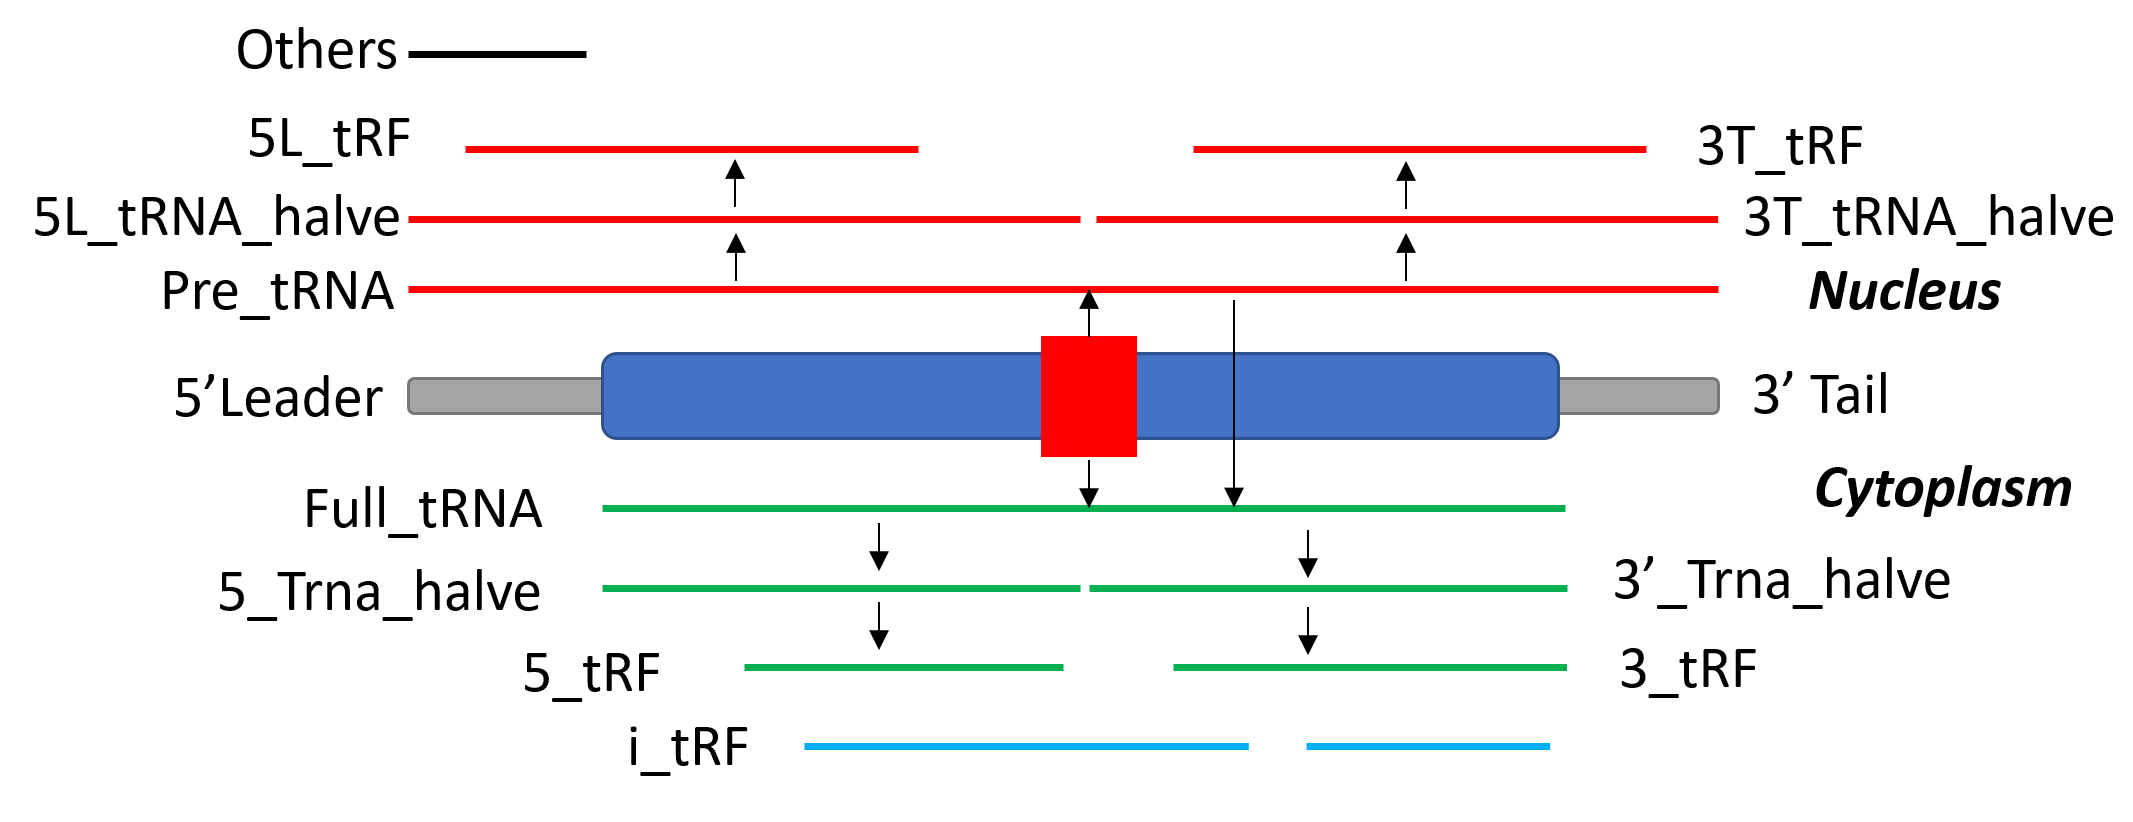 Others
5L_tRF
3T_tRF
5L_tRNA_halve
3T_tRNA_halve
Pre_tRNA
Nucleus
5’Leader
3’ Tail
Cytoplasm
Full_tRNA
5_Trna_halve
3’_Trna_halve
5_tRF
3_tRF
i_tRF